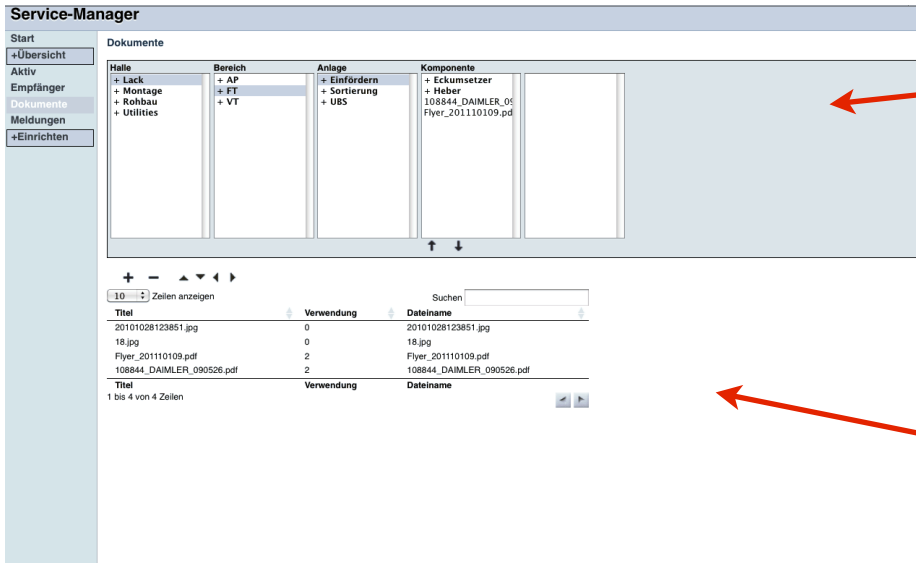 Service-Manager
Start
+Übersicht
Aktiv
Empfänger
Dokumente
Meldungen
+Einrichten
Dokumente
Halle Bereich Anlage Komponente
+ Lack + AP + Einfördern + Eckumsetzer
+ Montage + FT + Sortierung + Heber
+ Rohbau + VT + UBS 108844_DAIMLER_09
+ Utilities Flyer_201110109.pd
10 Zeilen anzeigen Suchen
Titel Verwendung Dateiname
20101028123851.jpg 0 20101028123851.jpg
18.jpg 0 18.jpg
Flyer_201110109.pdf 2 Flyer_201110109.pdf
108844_DAIMLER_090526.pdf 2 108844_DAIMLER_090526.pdf
Titel Verwendung Dateiname
1 bis 4 von 4 Zeilen